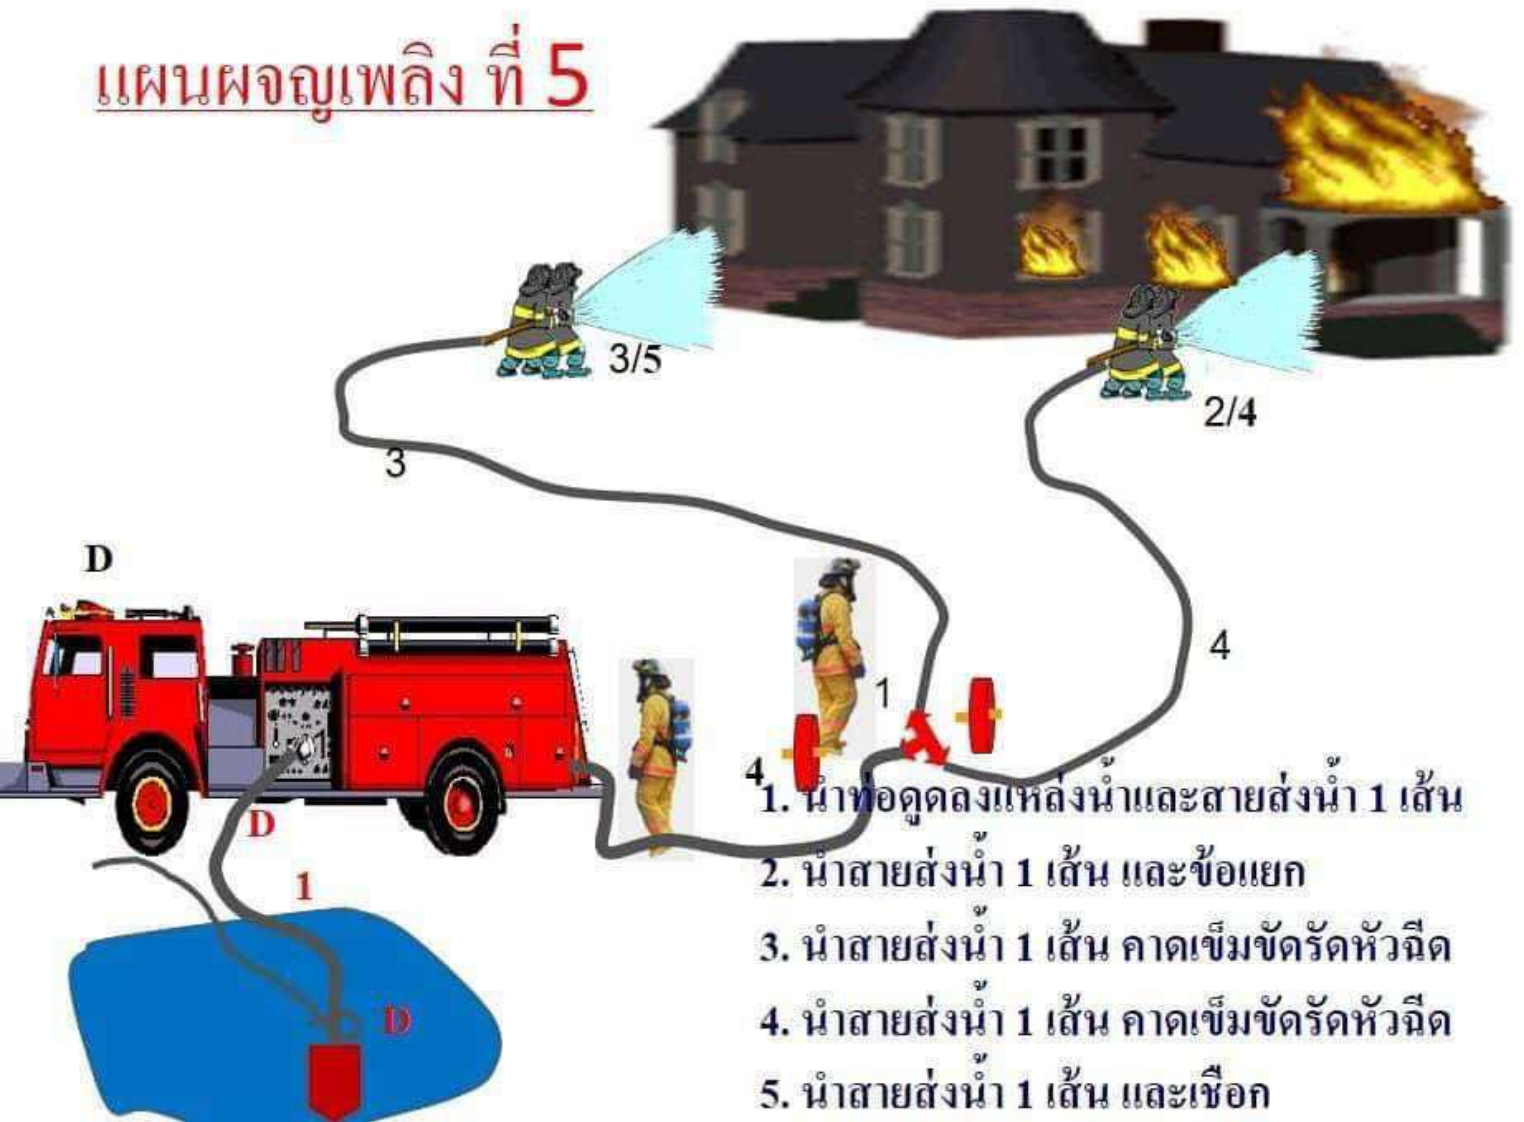 แผนผจญเพลิง ที่ 5
3/5
2/4
3
D
4
1
4
D
1
D
1. นำท่อดูดลงแหล่งน้ำและสายส่งน้ำ 1 เส้น
2. นำสายส่งน้ำ 1 เส้น และข้อแยก
3. นำสายส่งน้ำ 1 เส้น คาดเข็มขัดรัดหัวฉีด
4. นำสายส่งน้ำ 1 เส้น คาดเข็มขัดรัดหัวฉีด
5. นำสายส่งน้ำ 1 เส้น และเชือก